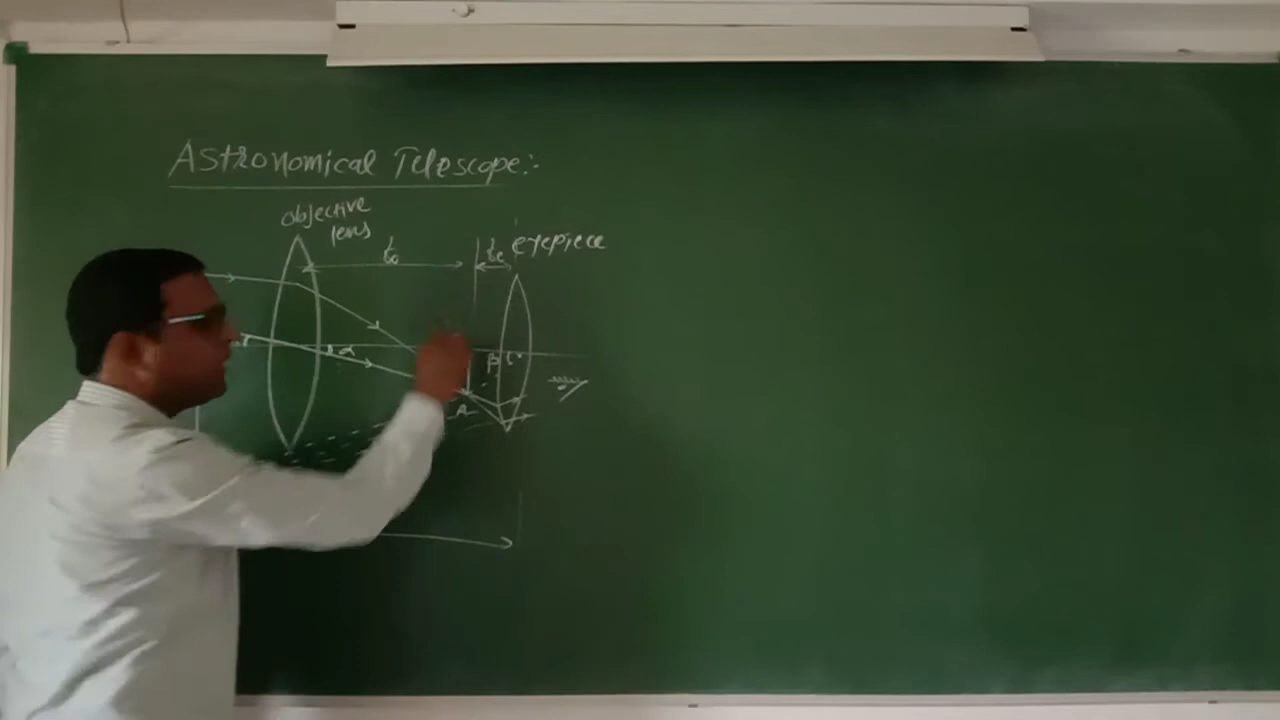 Astronomical Telescope:-
objective
lens
fo
fe
eyepiece
α
β
A